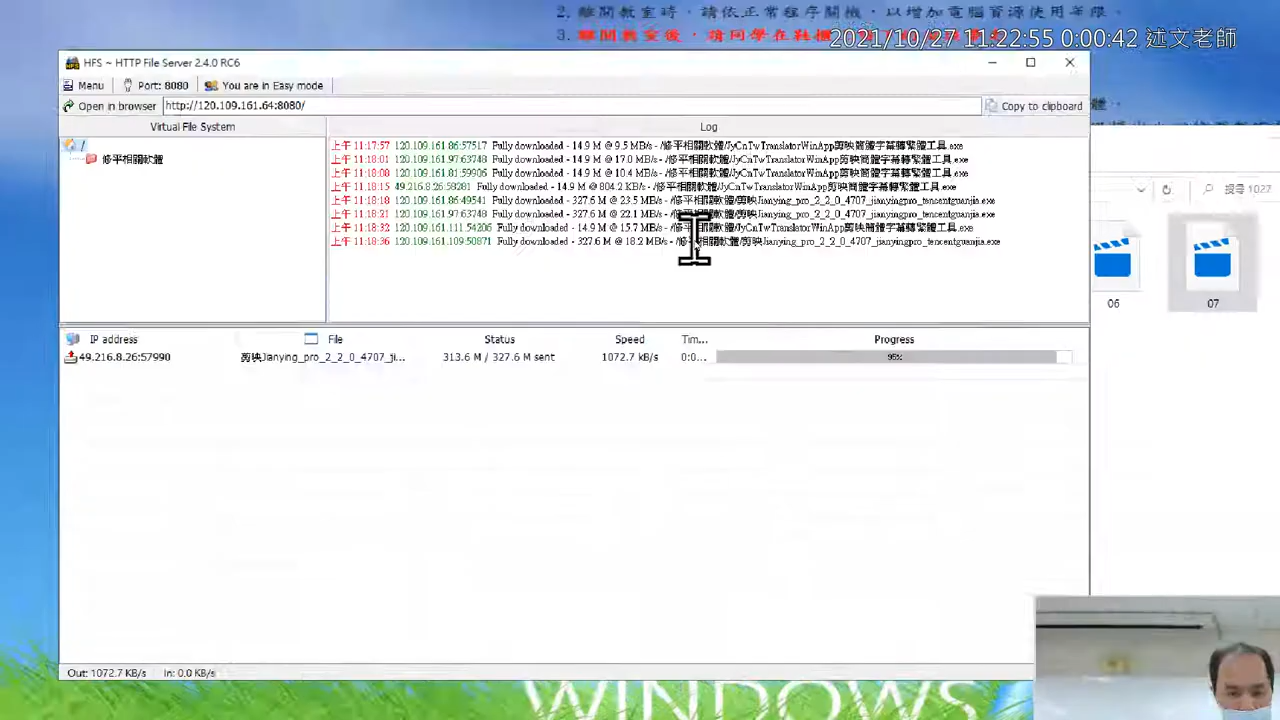 2. 離開教室時，請依正常程序關機，以增加電腦資源使用年限。
3. 離開教室後，請同學在鞋櫃
2021/10/27 11:22:55 0:00:42 述文老師
HFS ~ HTTP File Server 2.4.0 RC6
Menu Port: 8080 You are in Easy mode
Open in browser http://120.109.161.64:8080/ Copy to clipboard
Virtual File System Log
/
修平相關軟體
上午 11:17:57 120.109.161.86:57517 Fully downloaded - 14.9 M @ 9.5 MB/s - /修平相關軟體/JyCnTwTranslatorWinApp剪映簡體字幕轉繁體工具.exe
上午 11:18:01 120.109.161.97:63748 Fully downloaded - 14.9 M @ 17.0 MB/s - /修平相關軟體/JyCnTwTranslatorWinApp剪映簡體字幕轉繁體工具.exe
上午 11:18:08 120.109.161.81:59906 Fully downloaded - 14.9 M @ 10.4 MB/s - /修平相關軟體/JyCnTwTranslatorWinApp剪映簡體字幕轉繁體工具.exe
上午 11:18:15 49.216.8.26:58281 Fully downloaded - 14.9 M @ 804.2 KB/s - /修平相關軟體/JyCnTwTranslatorWinApp剪映簡體字幕轉繁體工具.exe
上午 11:18:18 120.109.161.86:49541 Fully downloaded - 327.6 M @ 23.5 MB/s - /修平相關軟體/剪映Jianying_pro_2_2_0_4707_jianyingpro_tencentguanjia.exe
上午 11:18:21 120.109.161.97:63748 Fully downloaded - 327.6 M @ 22.1 MB/s - /修平相關軟體/剪映Jianying_pro_2_2_0_4707_jianyingpro_tencentguanjia.exe
上午 11:18:32 120.109.161.111:54206 Fully downloaded - 14.9 M @ 15.7 MB/s - /修平相關軟體/JyCnTwTranslatorWinApp剪映簡體字幕轉繁體工具.exe
上午 11:18:36 120.109.161.109:50871 Fully downloaded - 327.6 M @ 18.2 MB/s - /修平相關軟體/剪映Jianying_pro_2_2_0_4707_jianyingpro_tencentguanjia.exe
搜尋 1027
06 07
IP address File Status Speed Tim... Progress
49.216.8.26:57990 剪映Jianying_pro_2_2_0_4707_ji... 313.6 M / 327.6 M sent 1072.7 kB/s 0:0... 95%
Out: 1072.7 KB/s In: 0.0 KB/s
WINDOWS